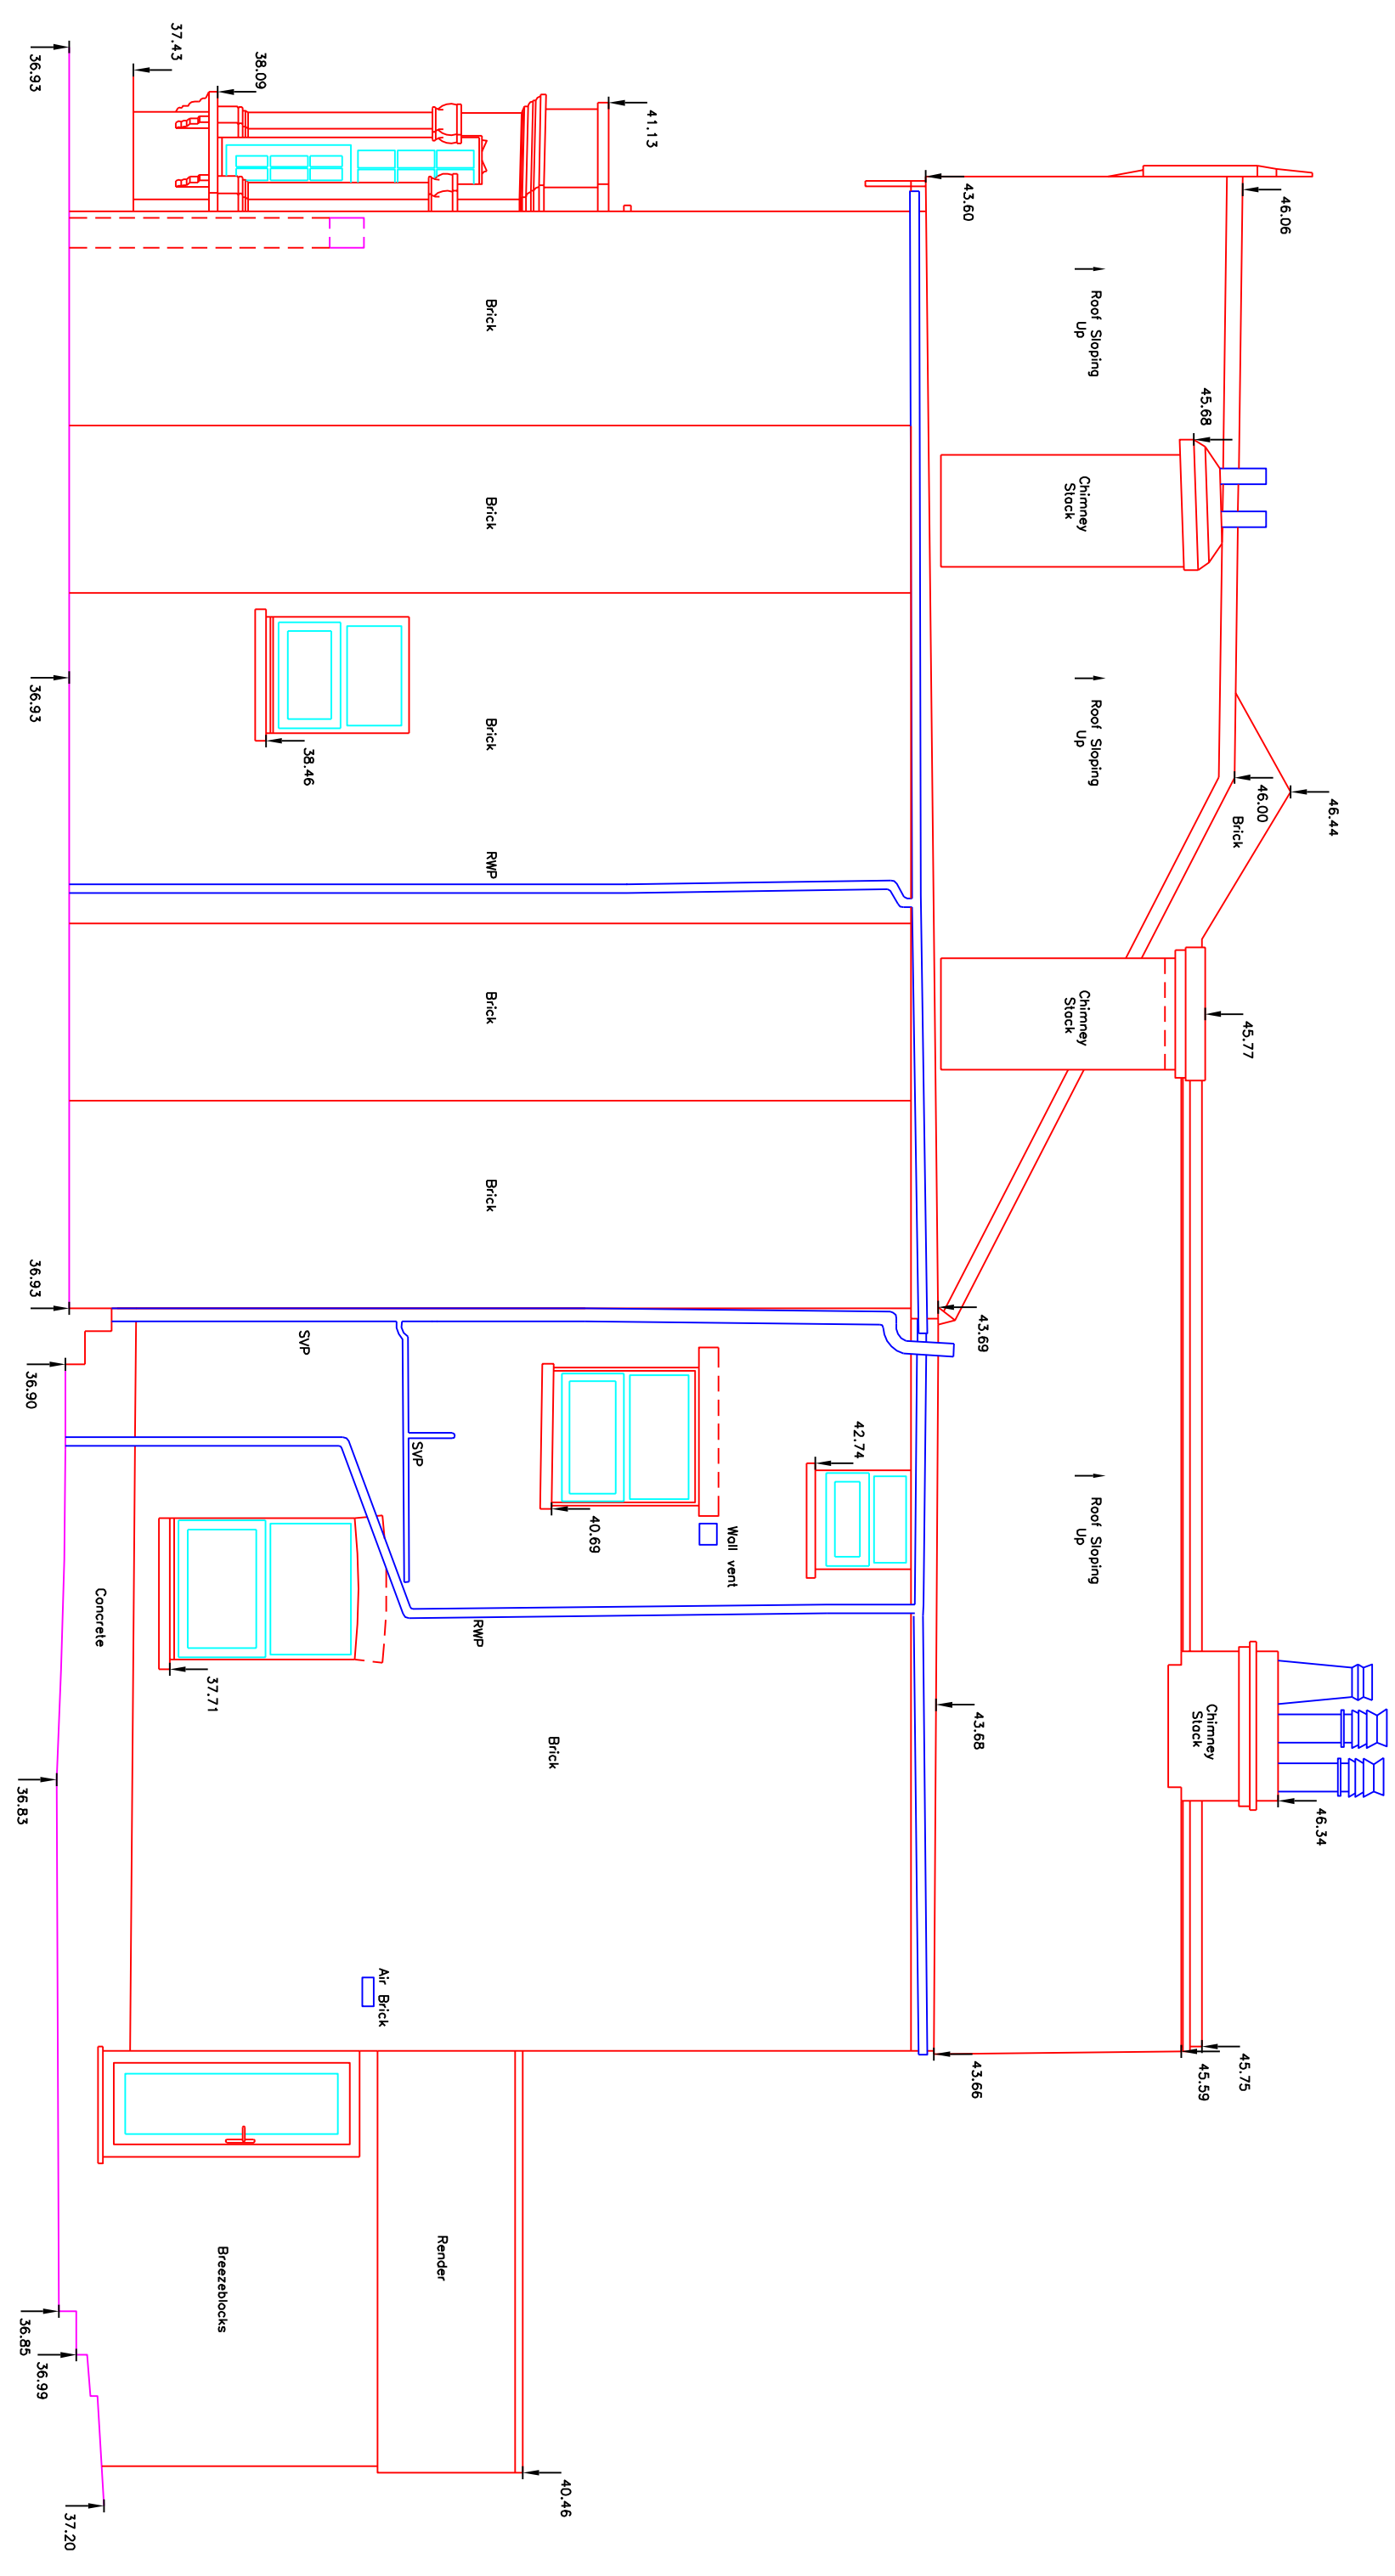 46.44
46.34
46.06
46.00
Brick
45.77
45.75
45.59
45.68
Chimney
Stack
Roof Sloping
Up
Roof Sloping
Up
Roof Sloping
Up
Chimney
Stack
Chimney
Stack
43.60
43.69
43.68
43.66
42.74
Wall vent
41.13
40.69
40.46
Brick
Brick
Brick
RWP
Brick
Brick
Brick
RWP
SVP
Render
Air Brick
38.46
SVP
38.09
37.71
Breezeblocks
37.43
Concrete
36.93
36.93
36.93
36.90
36.83
36.85
36.99
37.20